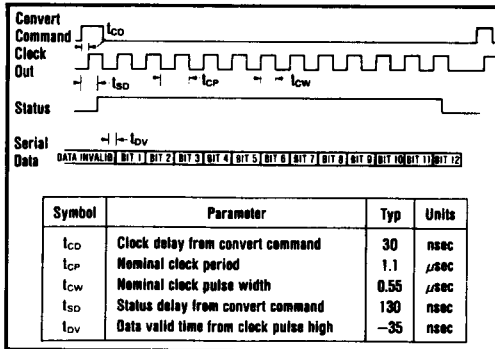 Convert
Command
tCD
Clock
Out
tSD
tCP
tCW
Status
tDV
Serial
Data
DATA INVALID BIT 1 BIT 2 BIT 3 BIT 4 BIT 5 BIT 6 BIT 7 BIT 8 BIT 9 BIT 10 BIT 11 BIT 12
Symbol Parameter Typ Units
tCD Clock delay from convert command 30 nsec
tCP Nominal clock period 1.1 µsec
tCW Nominal clock pulse width 0.55 µsec
tSD Status delay from convert command 130 nsec
tDV Data valid time from clock pulse high −35 nsec